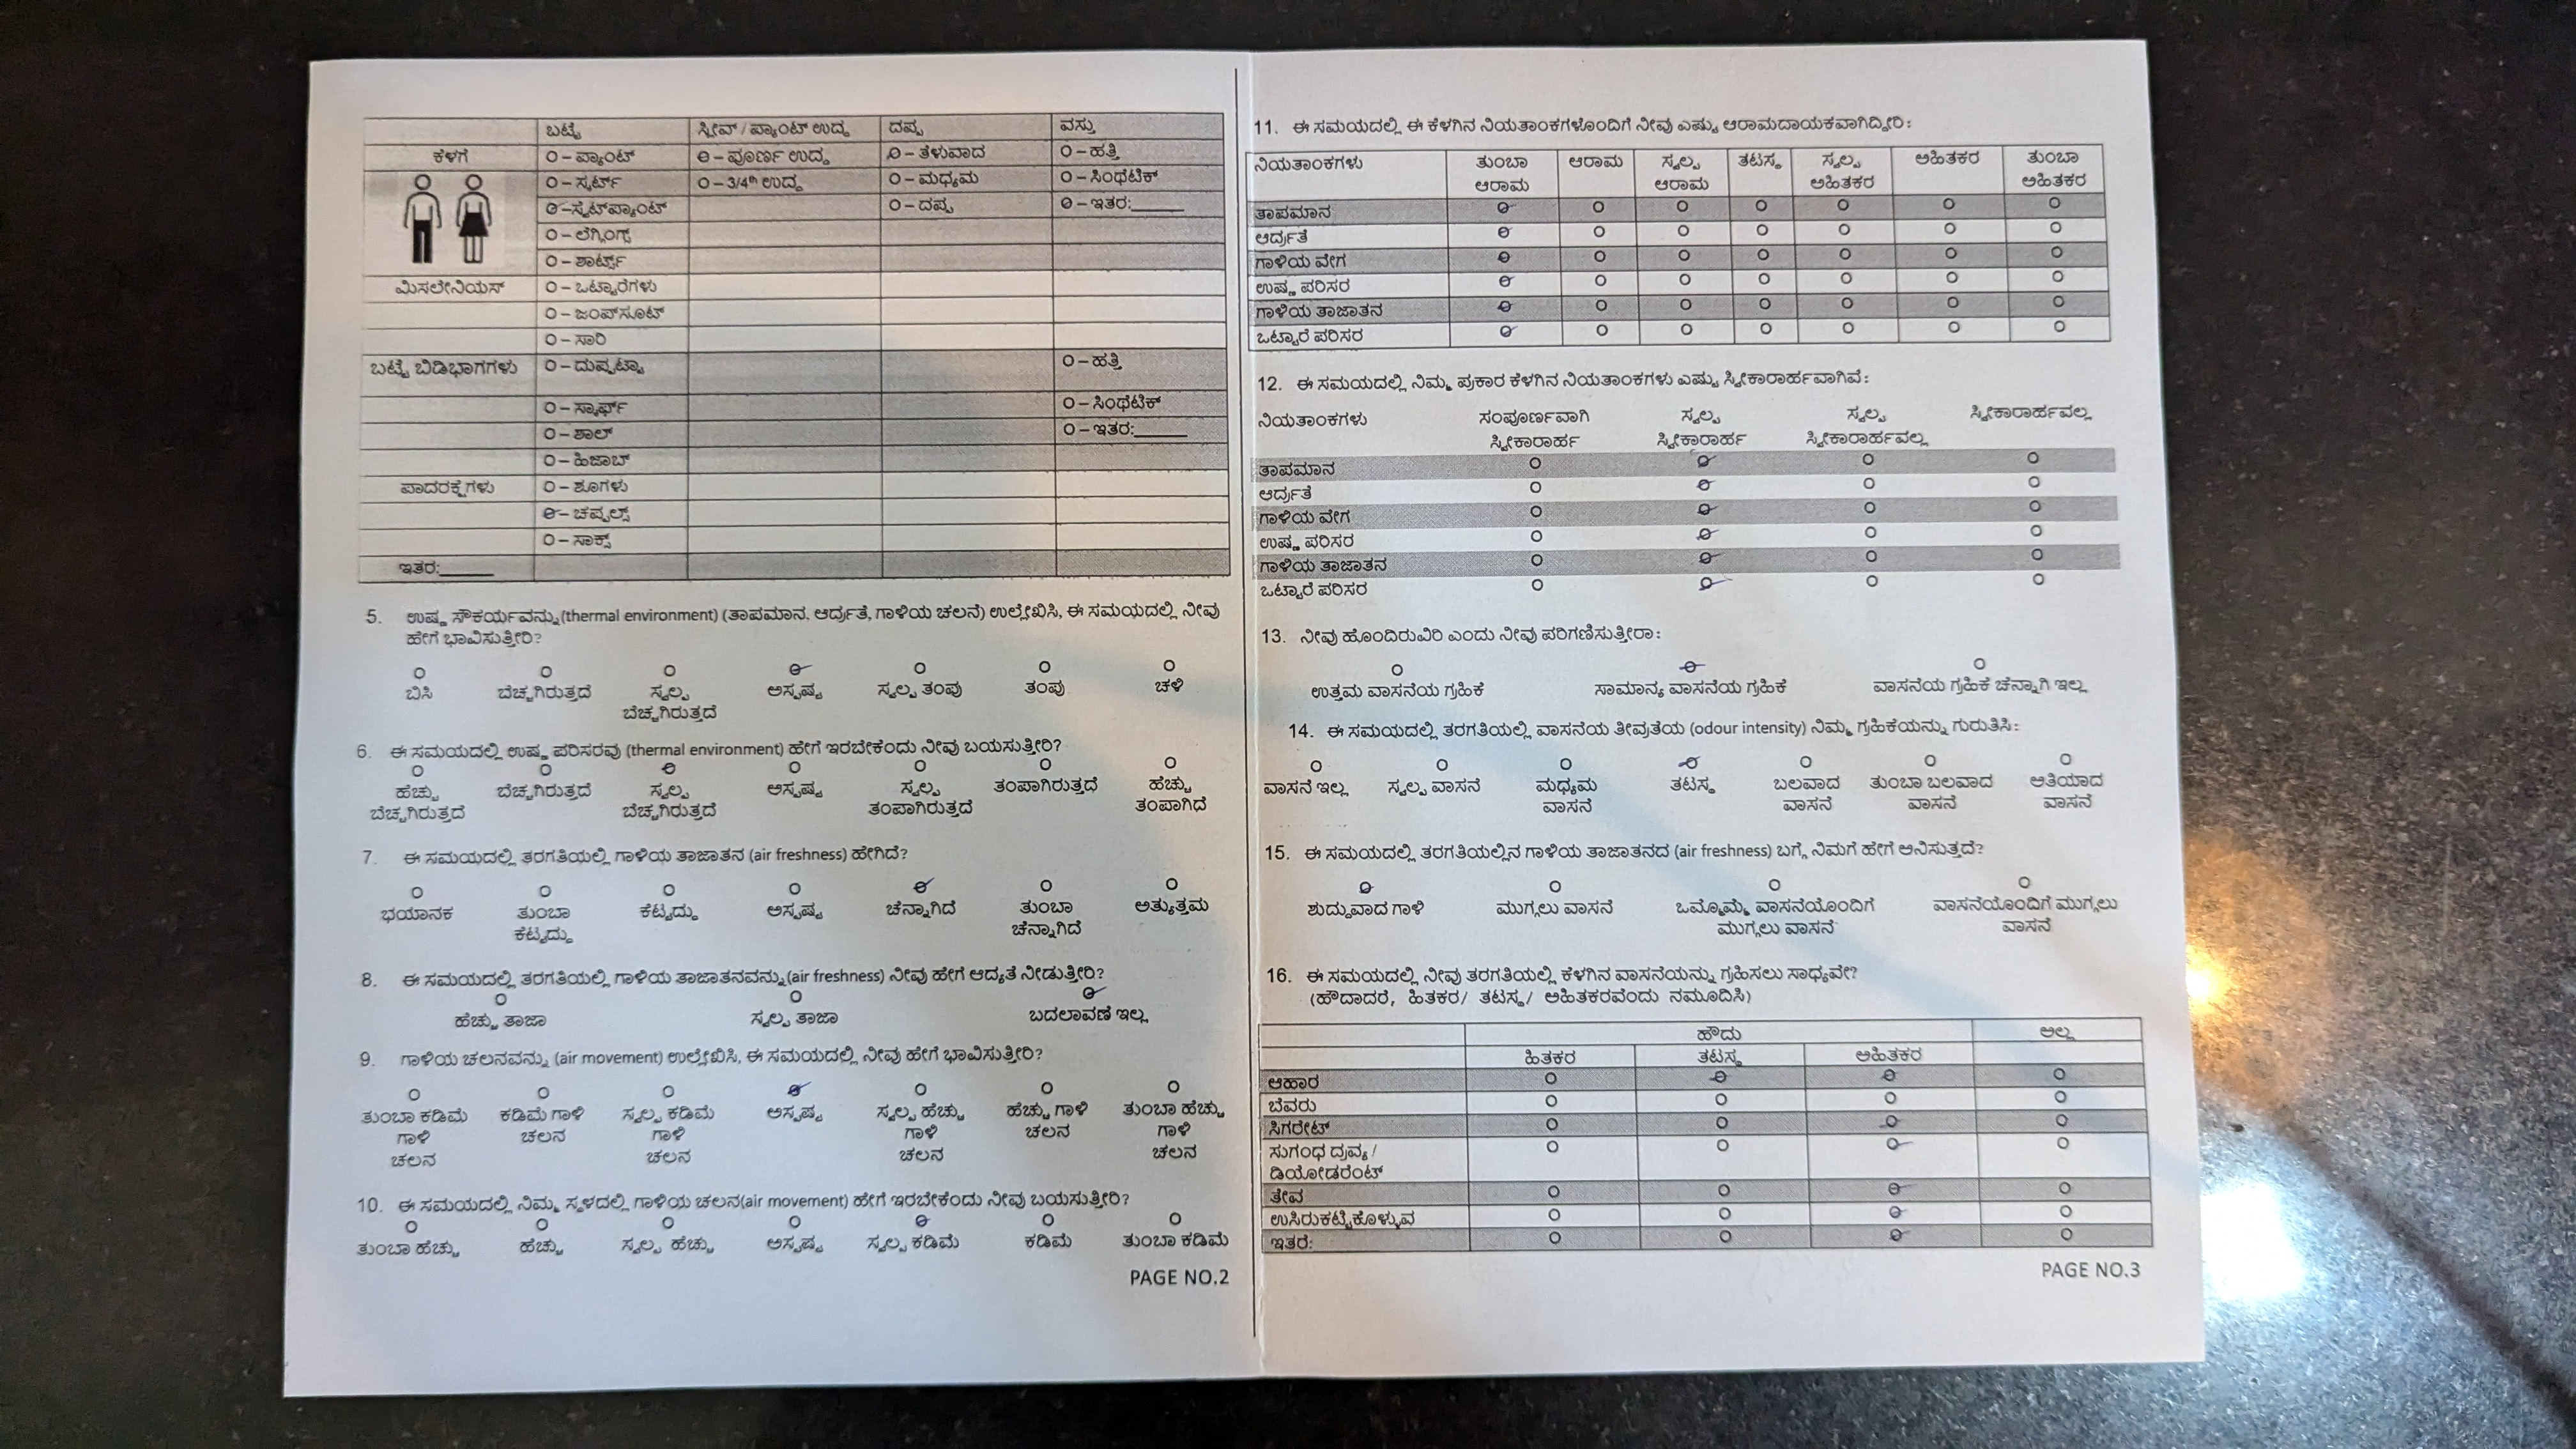 ಬಟ್ಟೆ ಸ್ಲೀವ್ / ಪ್ಯಾಂಟ್ ಉದ್ದ ದಪ್ಪ ವಸ್ತು
ಕೆಳಗೆ O – ಪ್ಯಾಂಟ್ O – ಪೂರ್ಣ ಉದ್ದ O – ತೆಳುವಾದ O – ಹತ್ತಿ
O – ಸ್ಕರ್ಟ್ O – 3/4th ಉದ್ದ O – ಮಧ್ಯಮ O – ಸಿಂಥೆಟಿಕ್
O –ಸ್ವೆಟ್‌ಪ್ಯಾಂಟ್ O – ದಪ್ಪ O – ಇತರ:______
O – ಲೆಗ್ಗಿಂಗ್ಸ್
O – ಶಾರ್ಟ್ಸ್
ಮಿಸಲೇನಿಯಸ್ O – ಒಟ್ಟಾರೆಗಳು
O – ಜಂಪ್‌ಸೂಟ್
O – ಸಾರಿ
ಬಟ್ಟೆ ಬಿಡಿಭಾಗಗಳು O – ದುಪ್ಪಟ್ಟಾ O – ಹತ್ತಿ
O – ಸ್ಕಾರ್ಫ್ O – ಸಿಂಥೆಟಿಕ್
O – ಶಾಲ್ O – ಇತರ:______
O – ಹಿಜಾಬ್
ಪಾದರಕ್ಷೆಗಳು O – ಶೂಗಳು
O – ಚಪ್ಪಲ್ಸ್
O – ಸಾಕ್ಸ್
ಇತರ:______
5. ಉಷ್ಣ ಸೌಕರ್ಯವನ್ನು(thermal environment) (ತಾಪಮಾನ, ಆರ್ದ್ರತೆ, ಗಾಳಿಯ ಚಲನೆ) ಉಲ್ಲೇಖಿಸಿ, ಈ ಸಮಯದಲ್ಲಿ ನೀವು
ಹೇಗೆ ಭಾವಿಸುತ್ತೀರಿ?
O O O O O O O
ಬಿಸಿ ಬೆಚ್ಚಗಿರುತ್ತದೆ ಸ್ವಲ್ಪ ಅಸ್ಪಷ್ಟ ಸ್ವಲ್ಪ ತಂಪು ತಂಪು ಚಳಿ
ಬೆಚ್ಚಗಿರುತ್ತದೆ
6. ಈ ಸಮಯದಲ್ಲಿ ಉಷ್ಣ ಪರಿಸರವು (thermal environment) ಹೇಗೆ ಇರಬೇಕೆಂದು ನೀವು ಬಯಸುತ್ತೀರಿ?
O O O O O O O
ಹೆಚ್ಚು ಬೆಚ್ಚಗಿರುತ್ತದೆ ಸ್ವಲ್ಪ ಅಸ್ಪಷ್ಟ ಸ್ವಲ್ಪ ತಂಪಾಗಿರುತ್ತದೆ ಹೆಚ್ಚು
ಬೆಚ್ಚಗಿರುತ್ತದೆ ಬೆಚ್ಚಗಿರುತ್ತದೆ ತಂಪಾಗಿರುತ್ತದೆ ತಂಪಾಗಿದೆ
7. ಈ ಸಮಯದಲ್ಲಿ ತರಗತಿಯಲ್ಲಿ ಗಾಳಿಯ ತಾಜಾತನ (air freshness) ಹೇಗಿದೆ?
O O O O O O O
ಭಯಾನಕ ತುಂಬಾ ಕೆಟ್ಟದ್ದು ಅಸ್ಪಷ್ಟ ಚೆನ್ನಾಗಿದೆ ತುಂಬಾ ಅತ್ಯುತ್ತಮ
ಕೆಟ್ಟದ್ದು ಚೆನ್ನಾಗಿದೆ
8. ಈ ಸಮಯದಲ್ಲಿ ತರಗತಿಯಲ್ಲಿ ಗಾಳಿಯ ತಾಜಾತನವನ್ನು(air freshness) ನೀವು ಹೇಗೆ ಆದ್ಯತೆ ನೀಡುತ್ತೀರಿ?
O O O
ಹೆಚ್ಚು ತಾಜಾ ಸ್ವಲ್ಪ ತಾಜಾ ಬದಲಾವಣೆ ಇಲ್ಲ
9. ಗಾಳಿಯ ಚಲನವನ್ನು (air movement) ಉಲ್ಲೇಖಿಸಿ, ಈ ಸಮಯದಲ್ಲಿ ನೀವು ಹೇಗೆ ಭಾವಿಸುತ್ತೀರಿ?
O O O O O O O
ತುಂಬಾ ಕಡಿಮೆ ಕಡಿಮೆ ಗಾಳಿ ಸ್ವಲ್ಪ ಕಡಿಮೆ ಅಸ್ಪಷ್ಟ ಸ್ವಲ್ಪ ಹೆಚ್ಚು ಹೆಚ್ಚು ಗಾಳಿ ತುಂಬಾ ಹೆಚ್ಚು
ಗಾಳಿ ಚಲನ ಗಾಳಿ ಗಾಳಿ ಚಲನ ಗಾಳಿ
ಚಲನ ಚಲನ ಚಲನ ಚಲನ
10. ಈ ಸಮಯದಲ್ಲಿ ನಿಮ್ಮ ಸ್ಥಳದಲ್ಲಿ ಗಾಳಿಯ ಚಲನ(air movement) ಹೇಗೆ ಇರಬೇಕೆಂದು ನೀವು ಬಯಸುತ್ತೀರಿ?
O O O O O O O
ತುಂಬಾ ಹೆಚ್ಚು ಹೆಚ್ಚು ಸ್ವಲ್ಪ ಹೆಚ್ಚು ಅಸ್ಪಷ್ಟ ಸ್ವಲ್ಪ ಕಡಿಮೆ ಕಡಿಮೆ ತುಂಬಾ ಕಡಿಮೆ
PAGE NO.2
11. ಈ ಸಮಯದಲ್ಲಿ ಈ ಕೆಳಗಿನ ನಿಯತಾಂಕಗಳೊಂದಿಗೆ ನೀವು ಎಷ್ಟು ಆರಾಮದಾಯಕವಾಗಿದ್ದೀರಿ:
ನಿಯತಾಂಕಗಳು ತುಂಬಾ ಆರಾಮ ಸ್ವಲ್ಪ ತಟಸ್ಥ ಸ್ವಲ್ಪ ಅಹಿತಕರ ತುಂಬಾ
ಆರಾಮ ಆರಾಮ ಅಹಿತಕರ ಅಹಿತಕರ
ತಾಪಮಾನ O O O O O O O
ಆರ್ದ್ರತೆ O O O O O O O
ಗಾಳಿಯ ವೇಗ O O O O O O O
ಉಷ್ಣ ಪರಿಸರ O O O O O O O
ಗಾಳಿಯ ತಾಜಾತನ O O O O O O O
ಒಟ್ಟಾರೆ ಪರಿಸರ O O O O O O O
12. ಈ ಸಮಯದಲ್ಲಿ ನಿಮ್ಮ ಪ್ರಕಾರ ಕೆಳಗಿನ ನಿಯತಾಂಕಗಳು ಎಷ್ಟು ಸ್ವೀಕಾರಾರ್ಹವಾಗಿವೆ:
ನಿಯತಾಂಕಗಳು ಸಂಪೂರ್ಣವಾಗಿ ಸ್ವಲ್ಪ ಸ್ವಲ್ಪ ಸ್ವೀಕಾರಾರ್ಹವಲ್ಲ
ಸ್ವೀಕಾರಾರ್ಹ ಸ್ವೀಕಾರಾರ್ಹ ಸ್ವೀಕಾರಾರ್ಹವಲ್ಲ
ತಾಪಮಾನ O O O O
ಆರ್ದ್ರತೆ O O O O
ಗಾಳಿಯ ವೇಗ O O O O
ಉಷ್ಣ ಪರಿಸರ O O O O
ಗಾಳಿಯ ತಾಜಾತನ O O O O
ಒಟ್ಟಾರೆ ಪರಿಸರ O O O O
13. ನೀವು ಹೊಂದಿರುವಿರಿ ಎಂದು ನೀವು ಪರಿಗಣಿಸುತ್ತೀರಾ:
O O O
ಉತ್ತಮ ವಾಸನೆಯ ಗ್ರಹಿಕೆ ಸಾಮಾನ್ಯ ವಾಸನೆಯ ಗ್ರಹಿಕೆ ವಾಸನೆಯ ಗ್ರಹಿಕೆ ಚೆನ್ನಾಗಿ ಇಲ್ಲ
14. ಈ ಸಮಯದಲ್ಲಿ ತರಗತಿಯಲ್ಲಿ ವಾಸನೆಯ ತೀವ್ರತೆಯ (odour intensity) ನಿಮ್ಮ ಗ್ರಹಿಕೆಯನ್ನು ಗುರುತಿಸಿ:
O O O O O O O
ವಾಸನೆ ಇಲ್ಲ ಸ್ವಲ್ಪ ವಾಸನೆ ಮಧ್ಯಮ ತಟಸ್ಥ ಬಲವಾದ ತುಂಬಾ ಬಲವಾದ ಅತಿಯಾದ
ವಾಸನೆ ವಾಸನೆ ವಾಸನೆ ವಾಸನೆ
15. ಈ ಸಮಯದಲ್ಲಿ ತರಗತಿಯಲ್ಲಿನ ಗಾಳಿಯ ತಾಜಾತನದ (air freshness) ಬಗ್ಗೆ ನಿಮಗೆ ಹೇಗೆ ಅನಿಸುತ್ತದೆ?
O O O O
ಶುದ್ದುವಾದ ಗಾಳಿ ಮುಗ್ಗಲು ವಾಸನೆ ಒಮ್ಮೊಮ್ಮೆ ವಾಸನೆಯೊಂದಿಗೆ ವಾಸನೆಯೊಂದಿಗೆ ಮುಗ್ಗಲು
ಮುಗ್ಗಲು ವಾಸನೆ ವಾಸನೆ
16. ಈ ಸಮಯದಲ್ಲಿ ನೀವು ತರಗತಿಯಲ್ಲಿ ಕೆಳಗಿನ ವಾಸನೆಯನ್ನು ಗ್ರಹಿಸಲು ಸಾಧ್ಯವೇ?
(ಹೌದಾದರೆ, ಹಿತಕರ/ ತಟಸ್ಥ/ ಅಹಿತಕರವೆಂದು ನಮೂದಿಸಿ)
ಹೌದು ಅಲ್ಲ
ಹಿತಕರ ತಟಸ್ಥ ಅಹಿತಕರ
ಆಹಾರ O O O O
ಬೆವರು O O O O
ಸಿಗರೇಟ್ O O O O
ಸುಗಂಧ ದ್ರವ್ಯ / O O O O
ಡಿಯೋಡರೆಂಟ್
ತೇವ O O O O
ಉಸಿರುಕಟ್ಟಿಕೊಳ್ಳುವ O O O O
ಇತರೆ: O O O O
PAGE NO.3